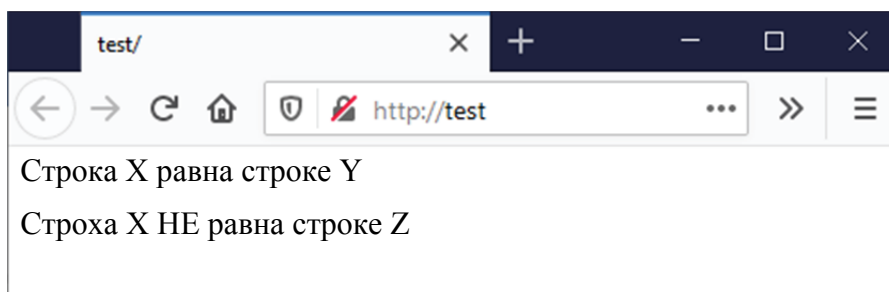 test/
http://test
Строка X равна строке Y
Строха X НЕ равна строке Z